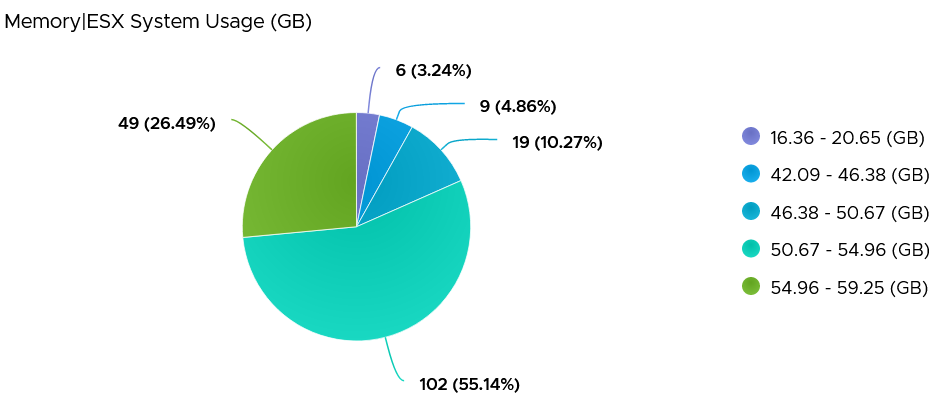 Memory|ESX System Usage (GB)
6 (3.24%)
9 (4.86%)
49 (26.49%)
19 (10.27%)
102 (55.14%)
16.36 - 20.65 (GB)
42.09 - 46.38 (GB)
46.38 - 50.67 (GB)
50.67 - 54.96 (GB)
54.96 - 59.25 (GB)